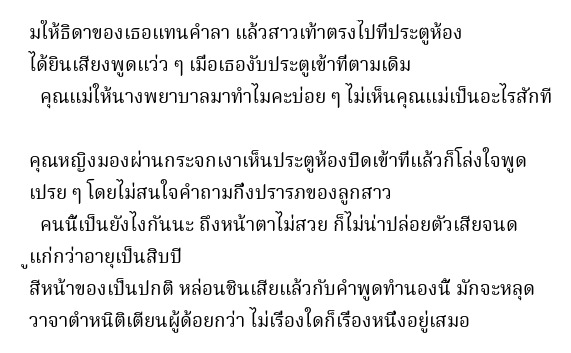 มให้ธิดาของเธอแทนคำลา แล้วสาวเท้าตรงไปที่ประตูห้อง
ได้ยินเสียงพูดแว่ว ๆ เมื่อเธองับประตูเข้าที่ตามเดิม
คุณแม่ให้นางพยาบาลมาทำไมคะบ่อย ๆ ไม่เห็นคุณแม่เป็นอะไรสักที
คุณหญิงมองผ่านกระจกเงาเห็นประตูห้องปิดเข้าที่แล้วก็โล่งใจพูด
เปรย ๆ โดยไม่สนใจคำถามกึ่งปรารภของลูกสาว
คนนี้เป็นยังไงกันนะ ถึงหน้าตาไม่สวย ก็ไม่น่าปล่อยตัวเสียจนด
ูแก่กว่าอายุเป็นสิบปี
สีหน้าของเป็นปกติ หล่อนชินเสียแล้วกับคำพูดทำนองนี้ มักจะหลุด
วาจาตำหนิติเตียนผู้ด้อยกว่า ไม่เรื่องใดก็เรื่องหนึ่งอยู่เสมอ